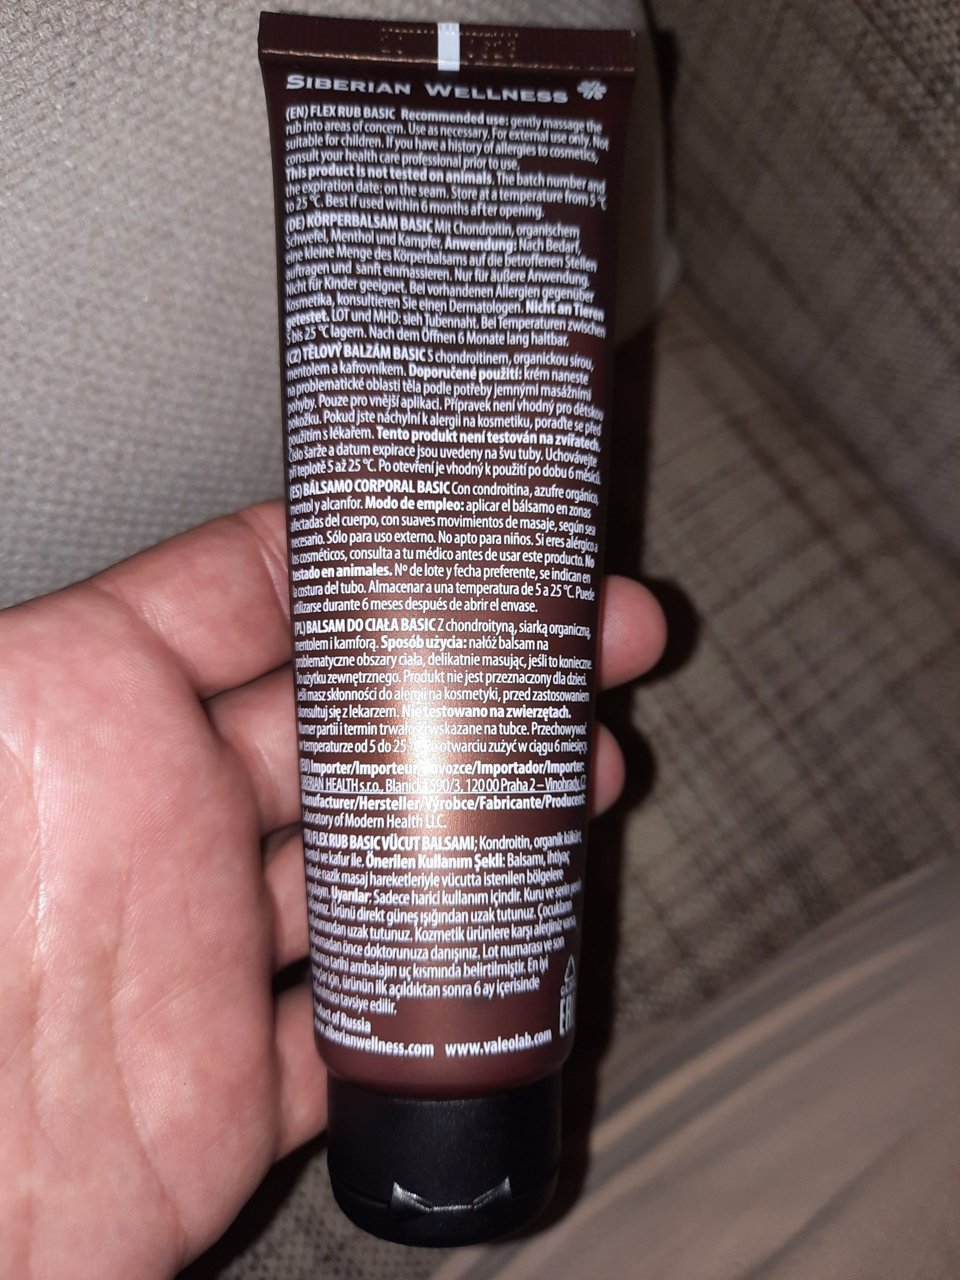 SIBERIAN WELLNESS
(EN) FLEX RUB BASIC Recommended use: gently massage the
rub into areas of concern. Use as necessary. For external use only. Not
suitable for children. If you have a history of allergies to cosmetics,
consult your health care professional prior to use.
This product is not tested on animals. The batch number and
the expiration date: on the seam. Store at a temperature from 5 °C
to 25 °C. Best if used within 6 months after opening.
(DE) KÖRPERBALSAM BASIC Mit Chondroitin, organischem
Schwefel, Menthol und Kampfer. Anwendung: Nach Bedarf,
eine kleine Menge des Körperbalsams auf die betroffenen Stellen
auftragen und sanft einmassieren. Nur für äußere Anwendung.
Nicht für Kinder geeignet. Bei vorhandenen Allergien gegenüber
Kosmetika, konsultieren Sie einen Dermatologen. Nicht an Tieren
getestet. LOT und MHD: sieh Tubennaht. Bei Temperaturen zwischen
5 bis 25 °C lagern. Nach dem Öffnen 6 Monate lang haltbar.
(CZ) TĚLOVÝ BALZÁM BASIC S chondroitinem, organickou sírou,
mentolem a kafrovníkem. Doporučené použití: krém naneste
na problematické oblasti těla podle potřeby jemnými masážními
pohyby. Pouze pro vnější aplikaci. Přípravek není vhodný pro dětskou
pokožku. Pokud jste náchylní k alergii na kosmetiku, poraďte se před
použitím s lékařem. Tento produkt není testován na zvířatech.
Číslo šarže a datum expirace jsou uvedeny na švu tuby. Uchovávejte
při teplotě 5 až 25 °C. Po otevření je vhodný k použití po dobu 6 měsíců.
(ES) BÁLSAMO CORPORAL BASIC Con condroitina, azufre orgánico,
mentol y alcanfor. Modo de empleo: aplicar el bálsamo en zonas
afectadas del cuerpo, con suaves movimientos de masaje, según sea
necesario. Sólo para uso externo. No apto para niños. Si eres alérgico a
los cosméticos, consulta a tu médico antes de usar este producto. No
testado en animales. Nº de lote y fecha preferente, se indican en
la costura del tubo. Almacenar a una temperatura de 5 a 25 °C. Puede
utilizarse durante 6 meses después de abrir el envase.
(PL) BALSAM DO CIAŁA BASIC Z chondroityną, siarką organiczną,
mentolem i kamforą. Sposób użycia: nałóż balsam na
problematyczne obszary ciała, delikatnie masując, jeśli to konieczne.
Do użytku zewnętrznego. Produkt nie jest przeznaczony dla dzieci.
Jeśli masz skłonności do alergii na kosmetyki, przed zastosowaniem
skonsultuj się z lekarzem. Nie testowano na zwierzętach.
Numer partii i termin trwałości wskazane na tubce. Przechowywać
w temperaturze od 5 do 25 °C. Po otwarciu zużyć w ciągu 6 miesięcy.
(EU) Importer/Importeur/Dovozce/Importador/Importer:
SIBERIAN HEALTH s.r.o., Blanická 590/3, 120 00 Praha 2 – Vinohrady, CZ
Manufacturer/Hersteller/Výrobce/Fabricante/Producent:
Laboratory of Modern Health LLC.
FLEX RUB BASIC VÜCUT BALSAMI; Kondroitin, organik kükürt,
mentol ve kafur ile. Önerilen Kullanım Şekli: Balsamı, ihtiyaç
nazik masaj hareketleriyle vücutta istenilen bölgelere
Uyarılar: Sadece harici kullanım içindir. Kuru ve serin yerde
Ürünü direkt güneş ışığından uzak tutunuz. Çocukların
uzak tutunuz. Kozmetik ürünlere karşı alerjiniz
önce doktorunuza danışınız. Lot numarası ve son
tarihi ambalajın uç kısmında belirtilmiştir. En iyi
için, ürünün ilk açıldıktan sonra 6 ay içerisinde
tavsiye edilir.
Product of Russia
www.siberianwellness.com www.valeolab.com
EAC